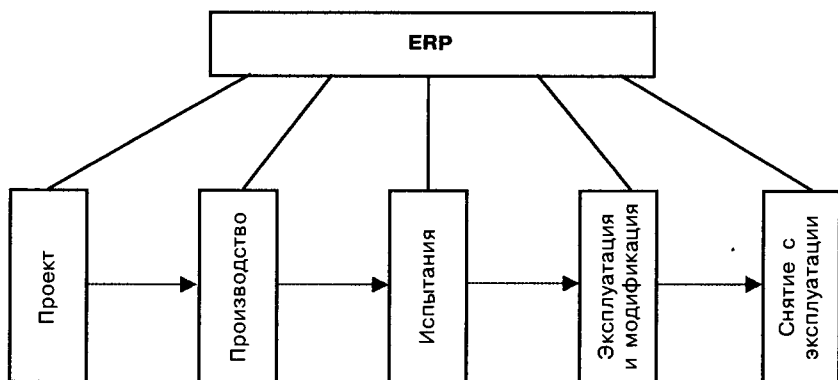 ERP
Проект
Производство
Испытания
Эксплуатация
и модификация
Снятие с
эксплуатации